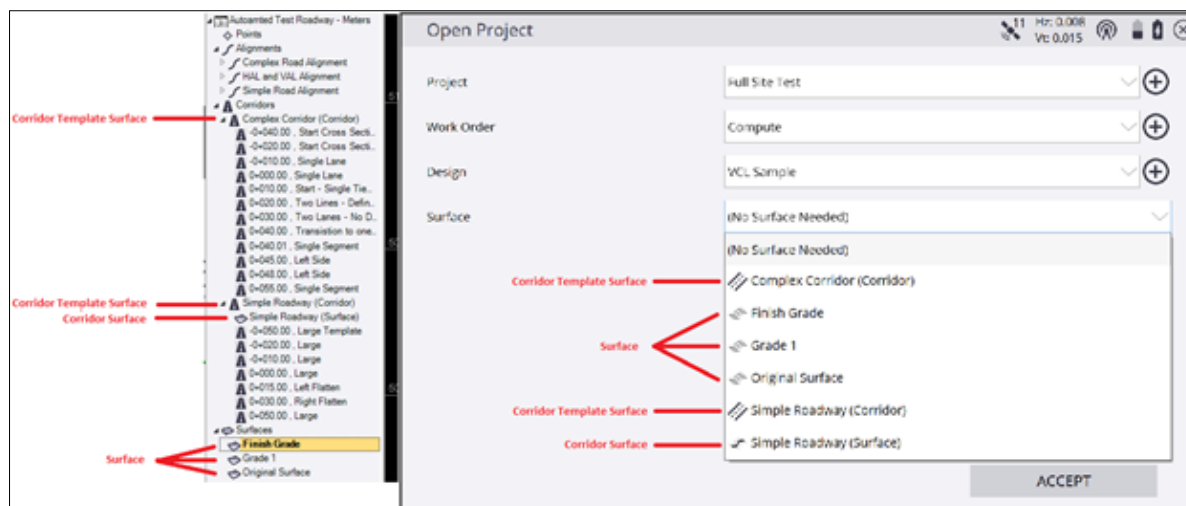 Autoamted Test Roadway - Meters
Points
Alignments
Complex Road Alignment
HAL and VAL Alignment
Simple Road Alignment
Corridors
Corridor Template Surface
Complex Corridor (Corridor)
-0+040.00 , Start Cross Secti..
-0+020.00 , Start Cross Secti..
-0+010.00 , Single Lane
0+000.00 , Single Lane
0+010.00 , Start - Single Tie..
0+020.00 , Two Lines - Defin..
0+030.00 , Two Lanes - No D..
0+040.00 , Transistion to one..
0+040.01 , Single Segment
0+045.00 , Left Side
0+048.00 , Left Side
0+055.00 , Single Segment
Corridor Template Surface
Simple Roadway (Corridor)
Corridor Surface
Simple Roadway (Surface)
-0+050.00 , Large Template
-0+020.00 , Large
-0+010.00 , Large
0+000.00 , Large
0+015.00 , Left Flatten
0+030.00 , Right Flatten
0+050.00 , Large
Surfaces
Finish Grade
Surface
Grade 1
Original Surface
Open Project
11
Hz: 0.008
Vt: 0.015
Project
Full Site Test
Work Order
Compute
Design
VCL Sample
Surface
(No Surface Needed)
(No Surface Needed)
Corridor Template Surface
Complex Corridor (Corridor)
Finish Grade
Surface
Grade 1
Original Surface
Corridor Template Surface
Simple Roadway (Corridor)
Corridor Surface
Simple Roadway (Surface)
ACCEPT